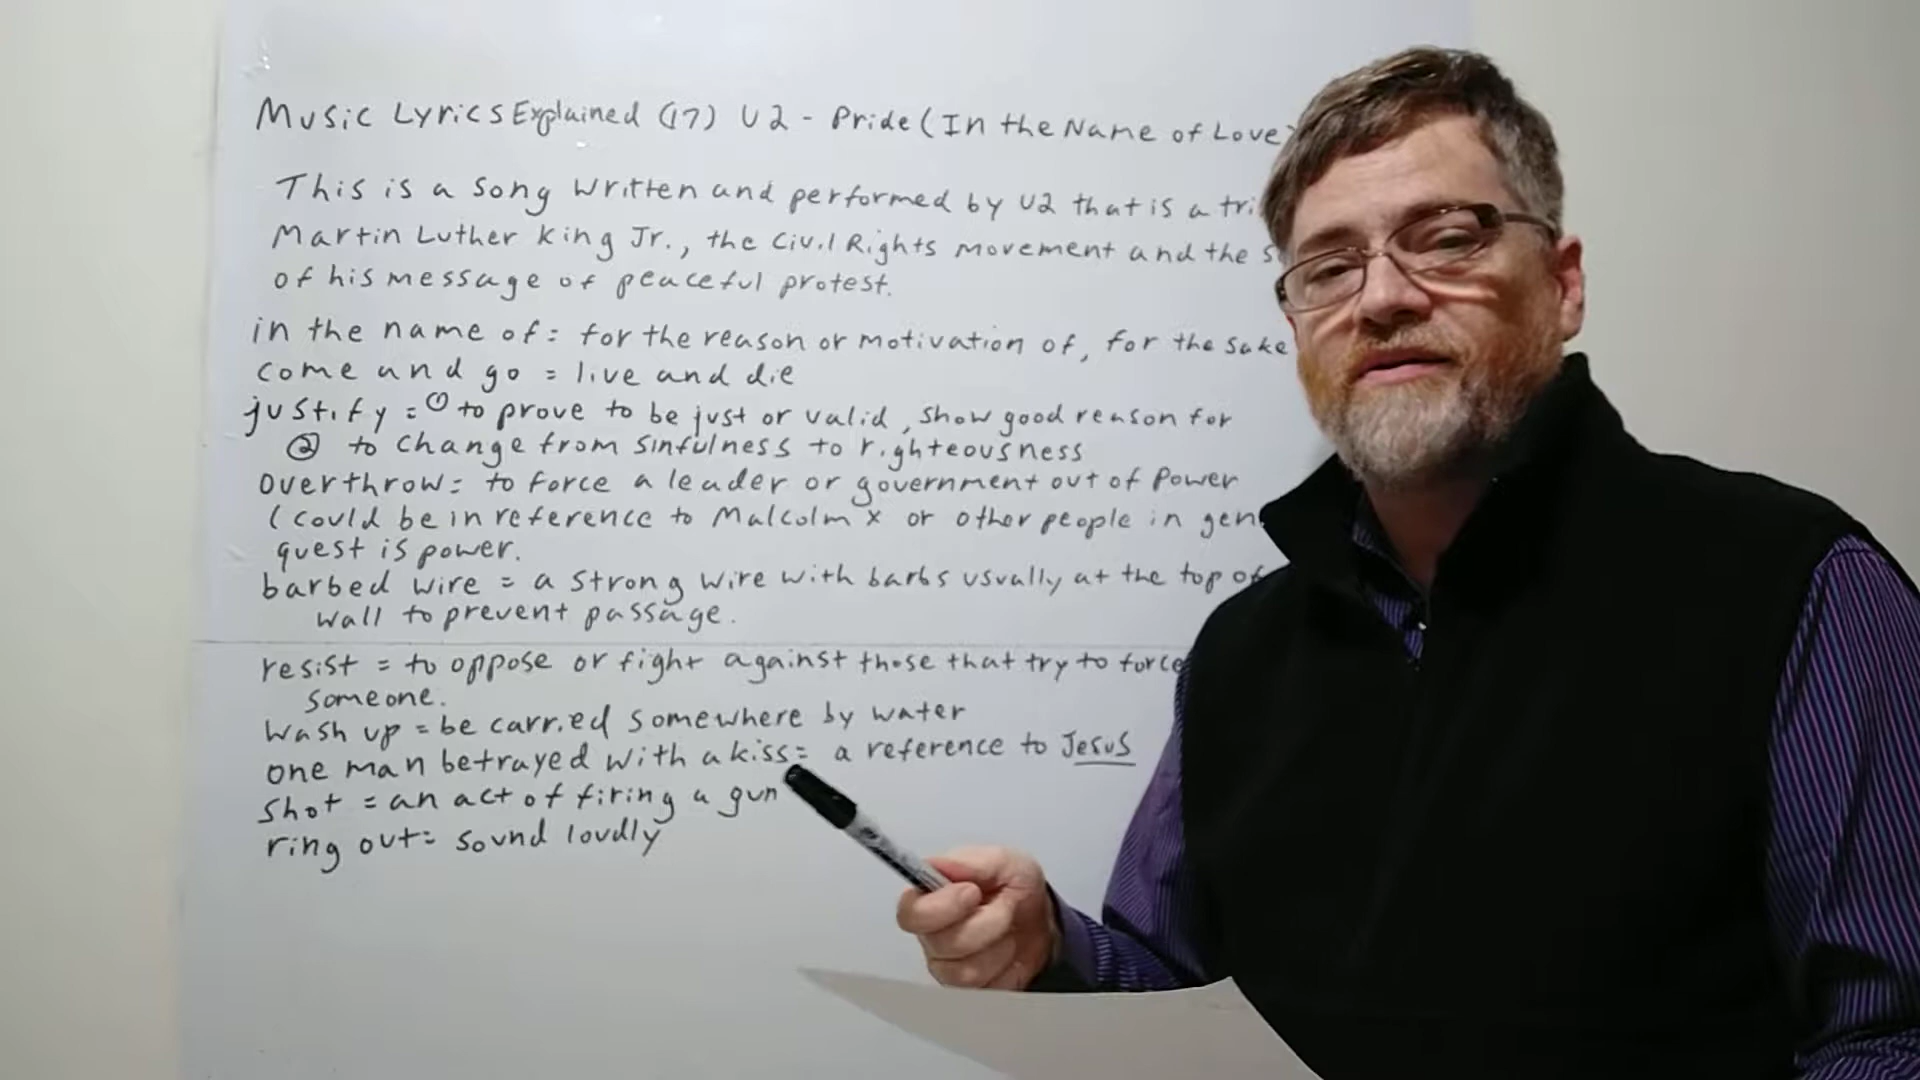 Music Lyrics Explained (17) U2 - Pride (In the Name of Love)
This is a song written and performed by U2 that is a
Martin Luther King Jr., the Civil Rights movement and the
of his message of peaceful protest.
in the name of = for the reason or motivation of, for the sake
come and go = live and die
justify = ① to prove to be just or valid, show good reason for
② to change from sinfulness to righteousness
overthrow = to force a leader or government out of power
(could be in reference to Malcolm X or other people in
quest is power.
barbed wire = a strong wire with barbs usually at the top of
wall to prevent passage.
resist = to oppose or fight against those that try to force
someone.
wash up = be carried somewhere by water
one man betrayed with a kiss = a reference to Jesus
shot = an act of firing a gun
ring out = sound loudly